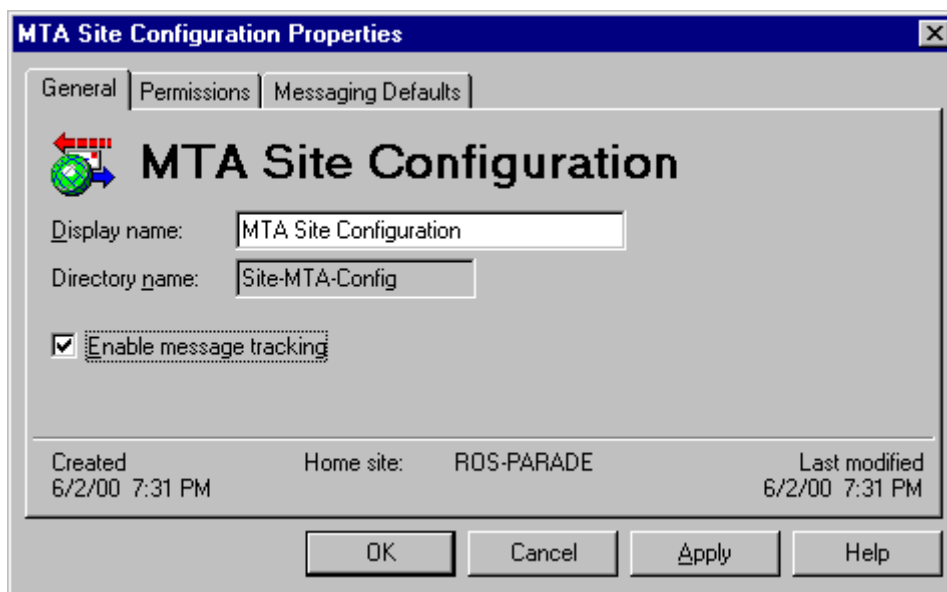 MTA Site Configuration Properties
General Permissions Messaging Defaults
MTA Site Configuration
Display name: MTA Site Configuration
Directory name: Site-MTA-Config
Enable message tracking
Created Home site: ROS-PARADE Last modified
6/2/00 7:31 PM 6/2/00 7:31 PM
OK Cancel Apply Help